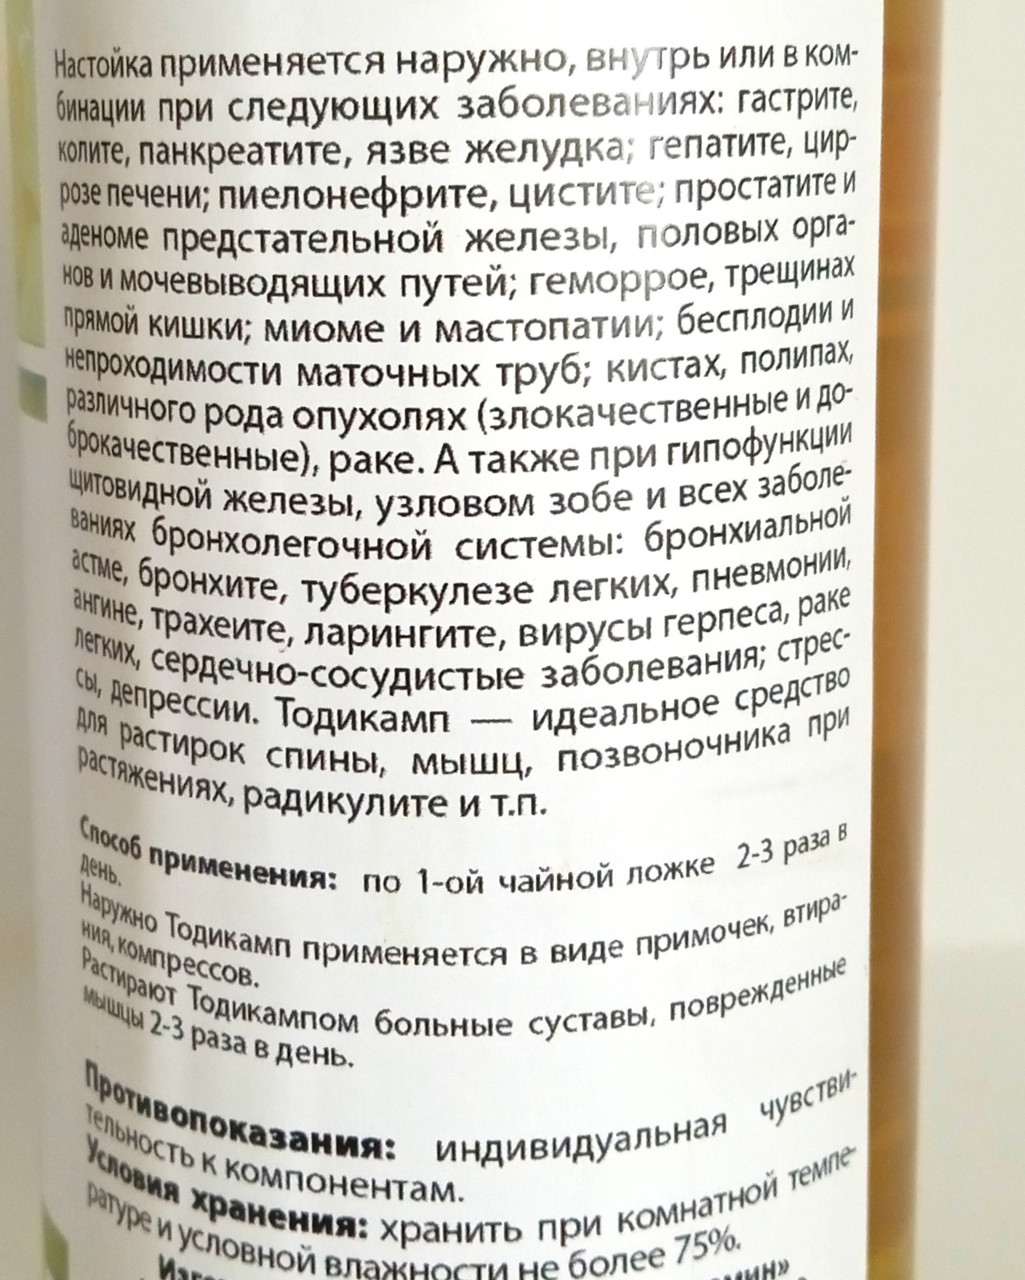 Настойка применяется наружно, внутрь или в ком-
бинации при следующих заболеваниях: гастрите,
колите, панкреатите, язве желудка; гепатите, цир-
розе печени; пиелонефрите, цистите; простатите и
аденоме предстательной железы, половых орга-
нов и мочевыводящих путей; геморрое, трещинах
прямой кишки; миоме и мастопатии; бесплодии и
непроходимости маточных труб; кистах, полипах,
различного рода опухолях (злокачественные и до-
брокачественные), раке. А также при гипофункции
щитовидной железы, узловом зобе и всех заболе-
ваниях бронхолегочной системы: бронхиальной
астме, бронхите, туберкулезе легких, пневмонии,
ангине, трахеите, ларингите, вирусы герпеса, раке
легких, сердечно-сосудистые заболевания; стрес-
сы, депрессии. Тодикамп — идеальное средство
для растирок спины, мышц, позвоночника при
растяжениях, радикулите и т.п.
Способ применения: по 1-ой чайной ложке 2-3 раза в
день.
Наружно Тодикамп применяется в виде примочек, втира-
ния, компрессов.
Растирают Тодикампом больные суставы, поврежденные
мышцы 2-3 раза в день.
Противопоказания: индивидуальная чувстви-
тельность к компонентам.
Условия хранения: хранить при комнатной темпе-
ратуре и условной влажности не более 75%.